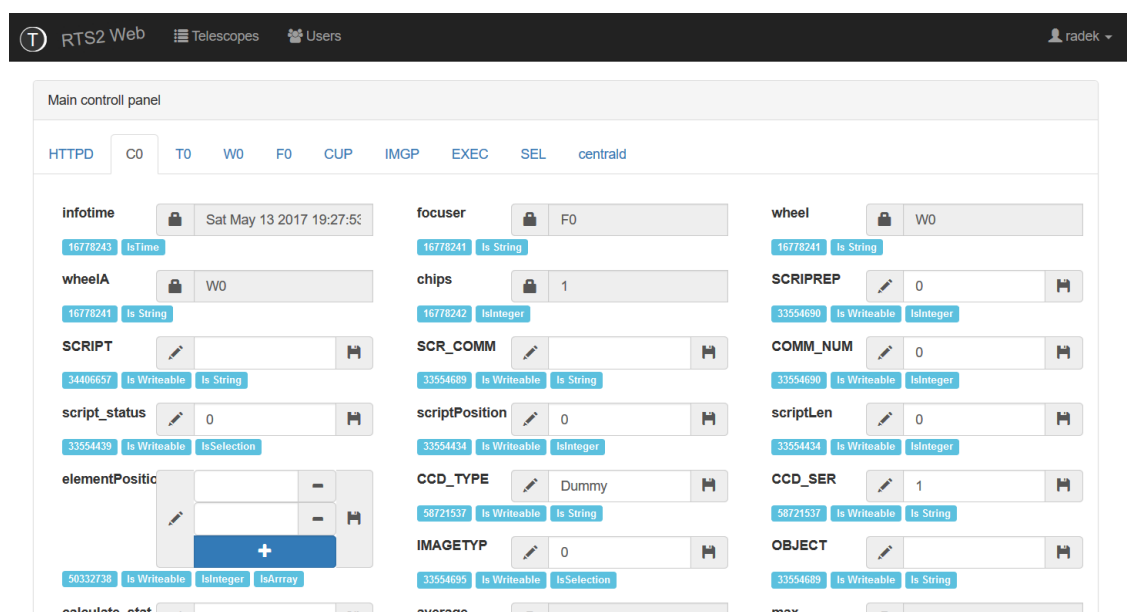 T RTS2 Web Telescopes Users radek
Main controll panel
HTTPD C0 T0 W0 F0 CUP IMGP EXEC SEL centrald
infotime Sat May 13 2017 19:27:53 focuser F0 wheel W0
16778243 IsTime 16778241 Is String 16778241 Is String
wheelA W0 chips 1 SCRIPREP 0
16778241 Is String 16778242 IsInteger 33554690 Is Writeable IsInteger
SCRIPT SCR_COMM COMM_NUM 0
34406657 Is Writeable Is String 33554689 Is Writeable Is String 33554690 Is Writeable IsInteger
script_status 0 scriptPosition 0 scriptLen 0
33554439 Is Writeable IsSelection 33554434 Is Writeable IsInteger 33554434 Is Writeable IsInteger
elementPositio CCD_TYPE Dummy CCD_SER 1
58721537 Is Writeable Is String 58721537 Is Writeable Is String
IMAGETYP 0 OBJECT
50332738 Is Writeable IsInteger IsArrray 33554695 Is Writeable IsSelection 33554689 Is Writeable Is String
calculate_stat average max